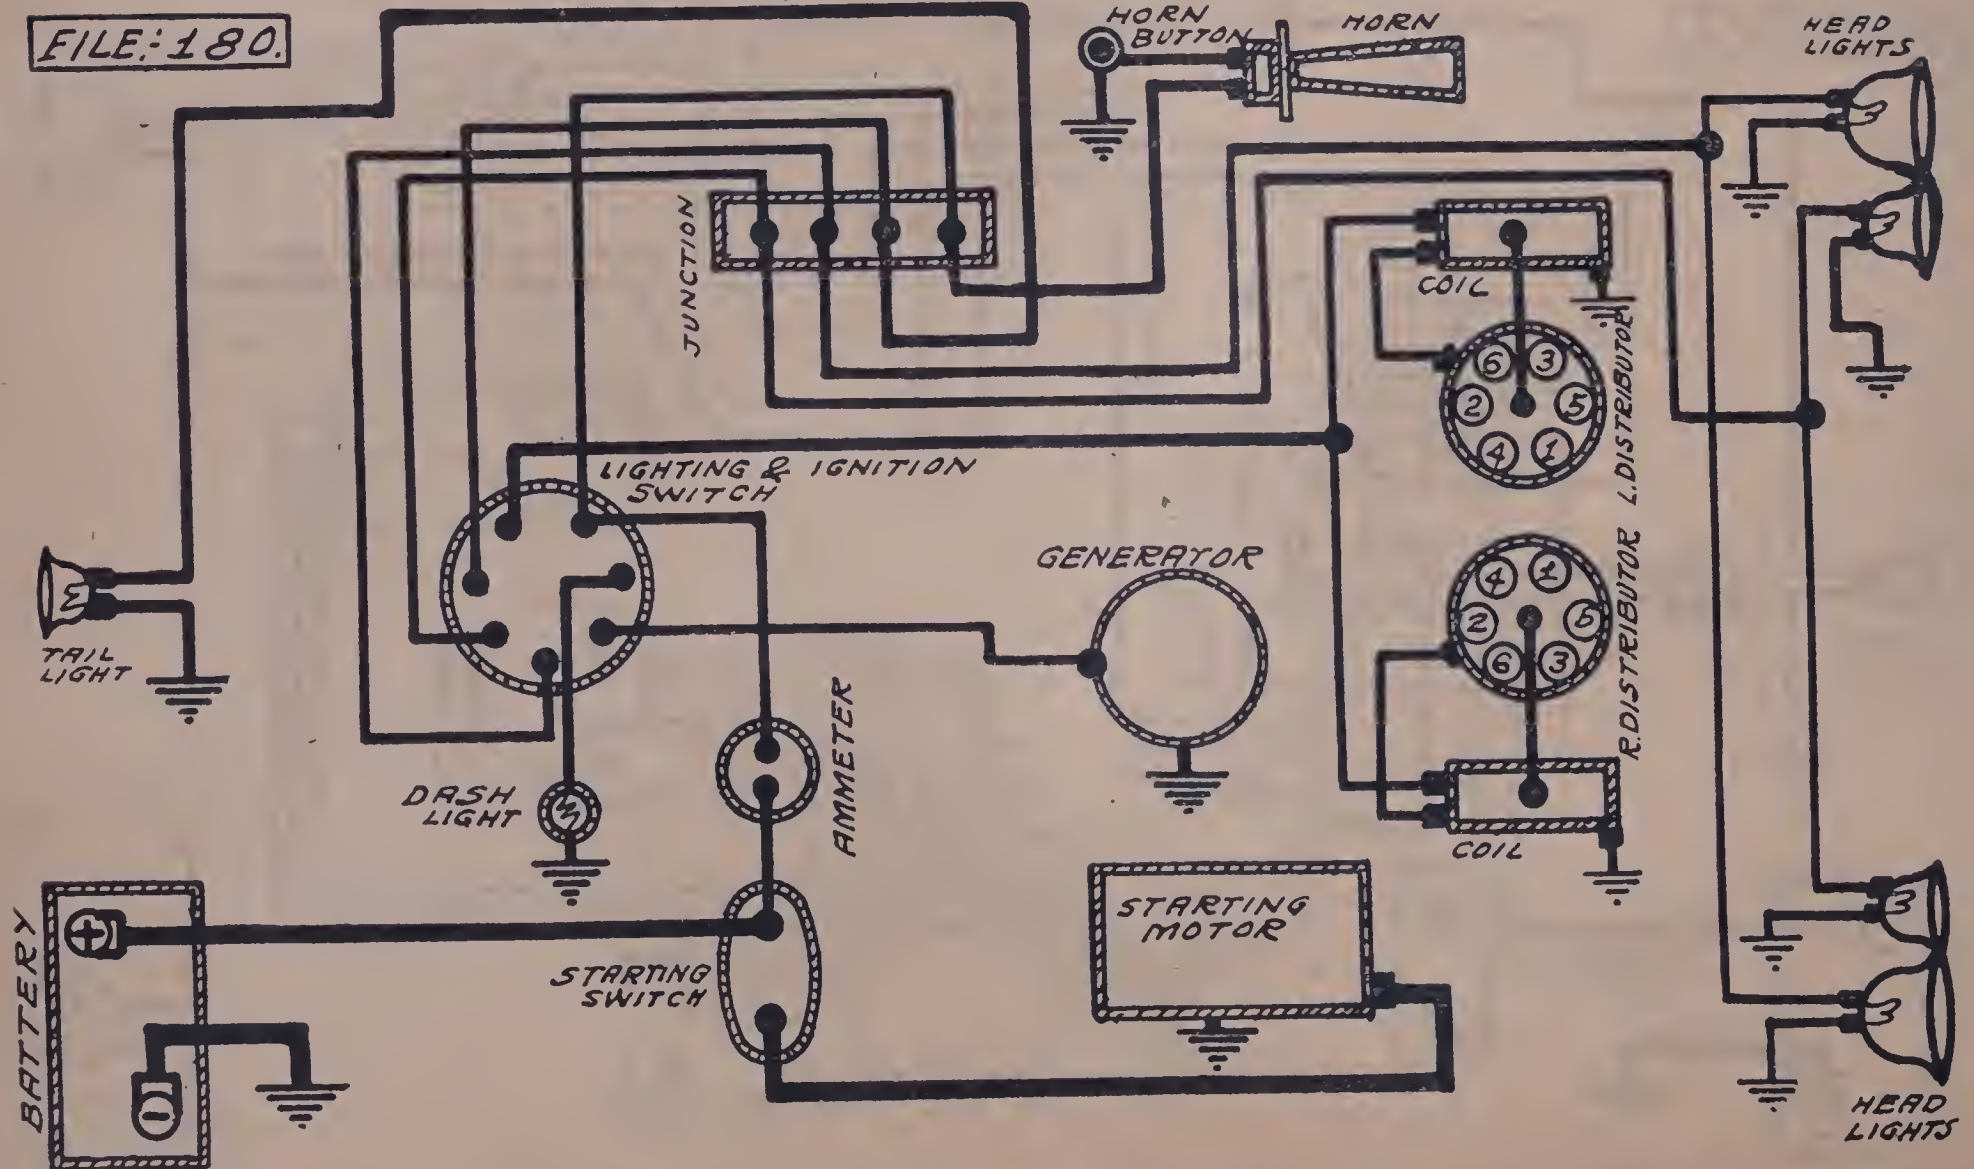 FILE:-180.
HORN
BUTTON
HORN
HEAD
LIGHTS
JUNCTION
COIL
L. DISTRIBUTOR
6 3
2 5
4 1
LIGHTING & IGNITION
SWITCH
GENERATOR
R. DISTRIBUTOR
4 1
2 5
6 3
TAIL
LIGHT
AMMETER
DASH
LIGHT
COIL
BATTERY
+
-
STARTING
SWITCH
STARTING
MOTOR
HEAD
LIGHTS